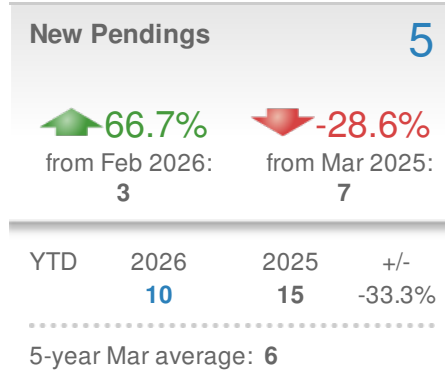 New Pendings 5
66.7% -28.6%
from Feb 2026: from Mar 2025:
3 7
YTD 2026 2025 +/-
10 15 -33.3%
5-year Mar average: 6